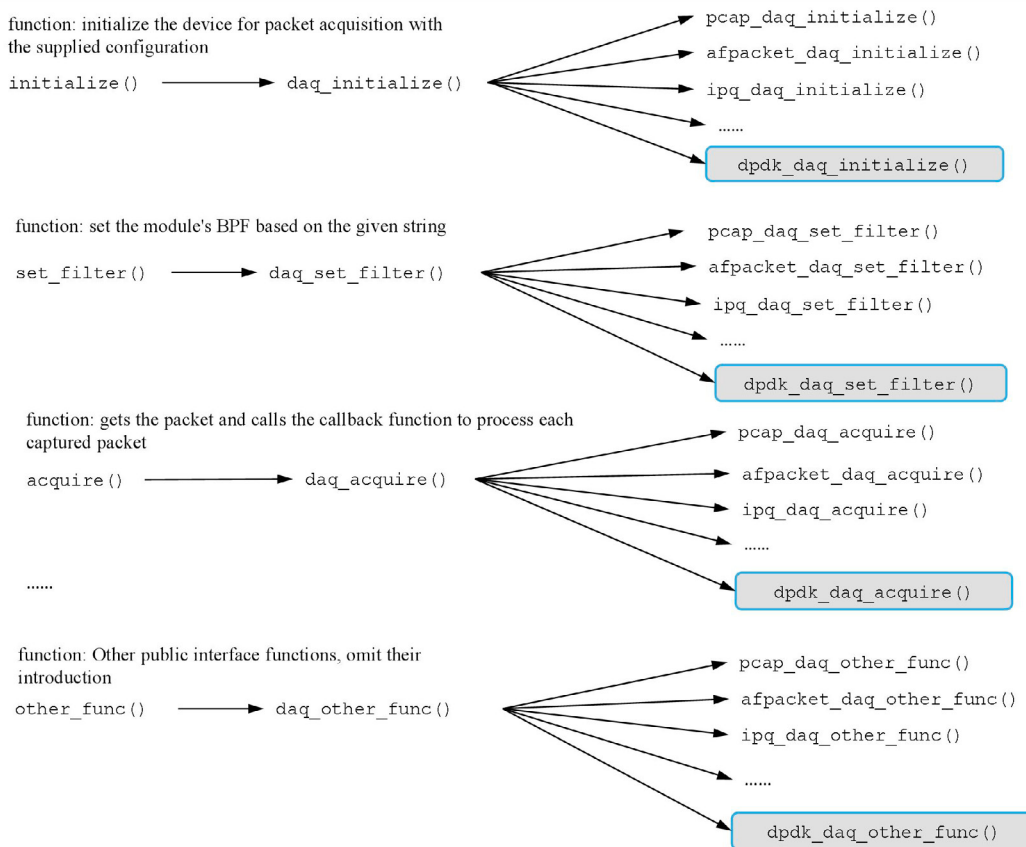 function: initialize the device for packet acquisition with
the supplied configuration
initialize()
daq_initialize()
pcap_daq_initialize()
afpacket_daq_initialize()
ipq_daq_initialize()
......
dpdk_daq_initialize()
function: set the module's BPF based on the given string
set_filter()
daq_set_filter()
pcap_daq_set_filter()
afpacket_daq_set_filter()
ipq_daq_set_filter()
......
dpdk_daq_set_filter()
function: gets the packet and calls the callback function to process each
captured packet
acquire()
daq_acquire()
pcap_daq_acquire()
afpacket_daq_acquire()
ipq_daq_acquire()
......
dpdk_daq_acquire()
......
function: Other public interface functions, omit their
introduction
other_func()
daq_other_func()
pcap_daq_other_func()
afpacket_daq_other_func()
ipq_daq_other_func()
......
dpdk_daq_other_func()